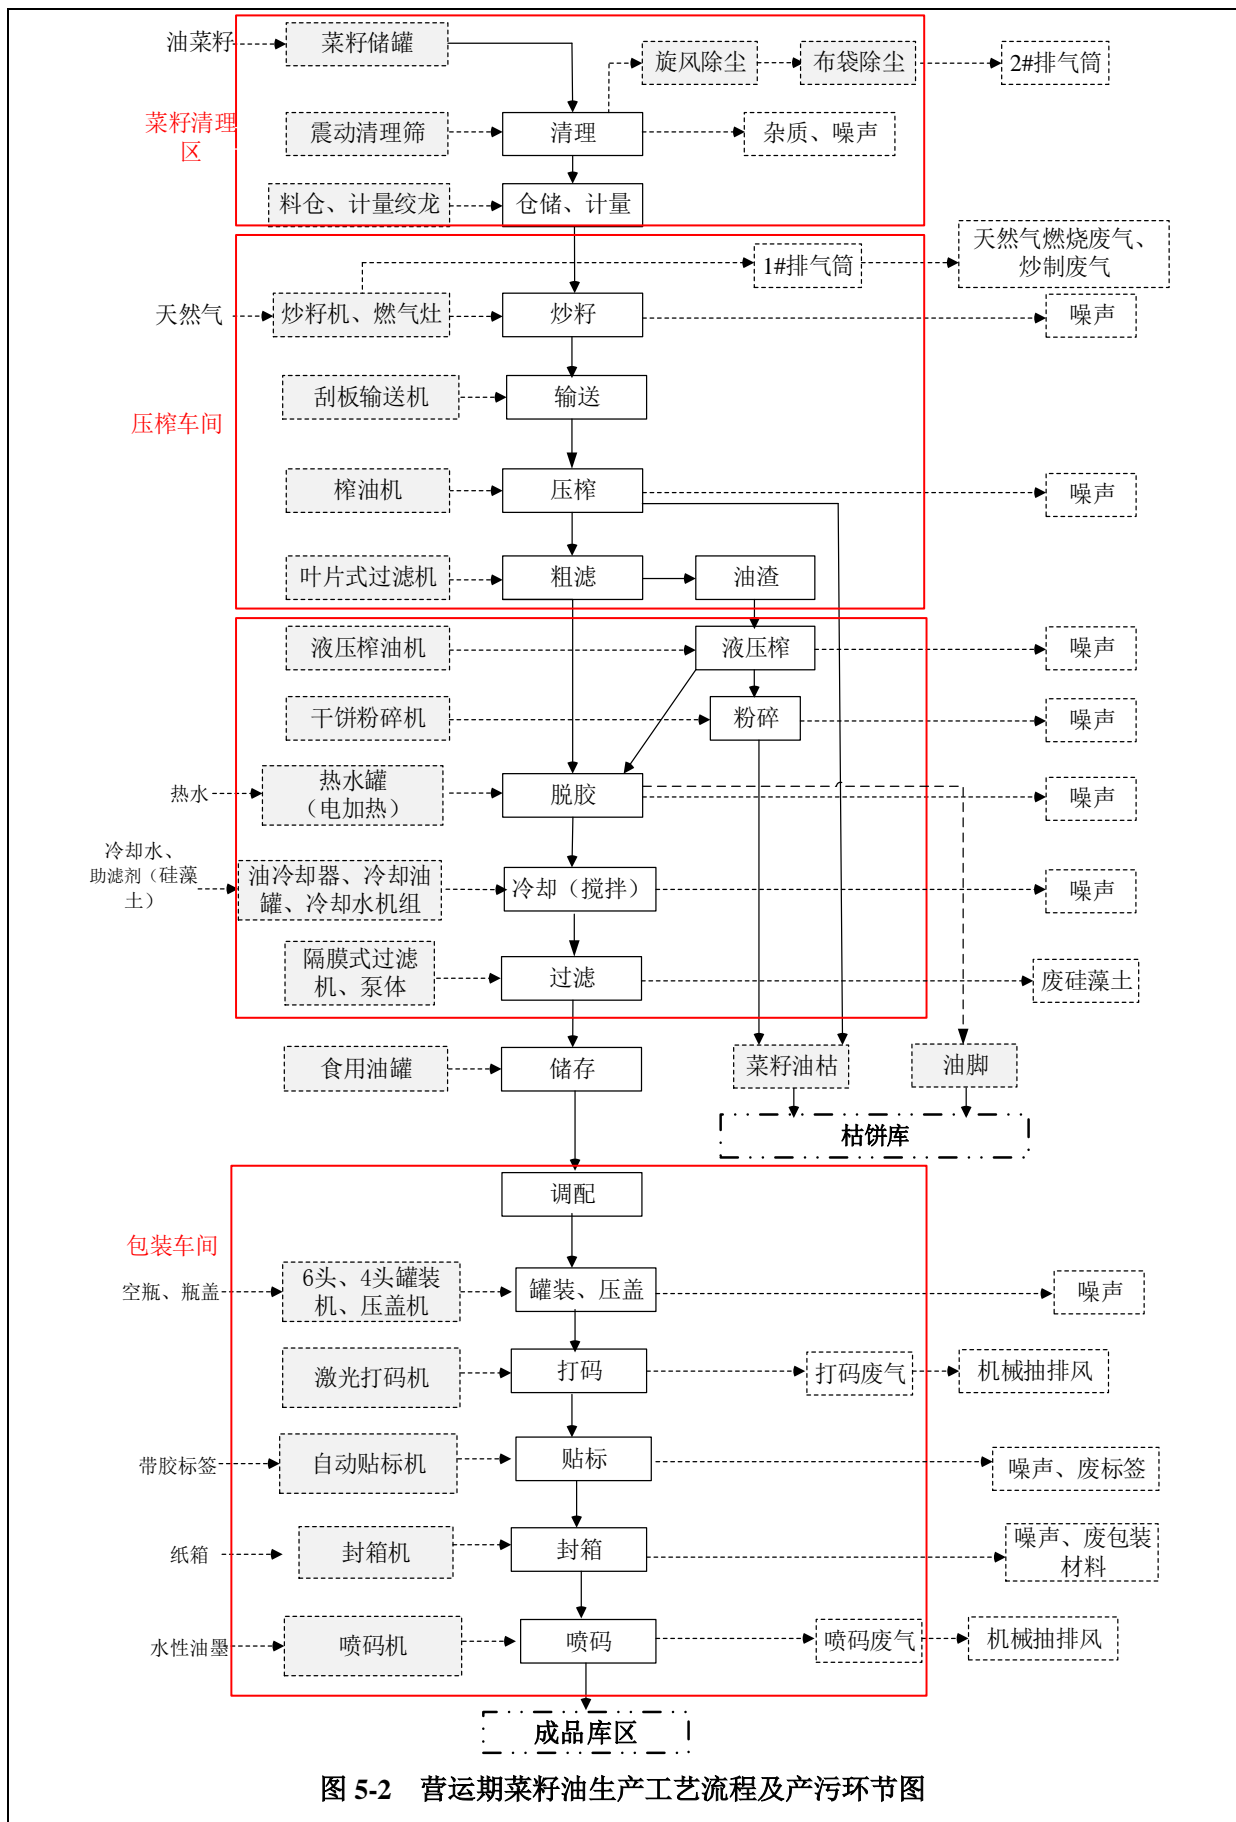 油菜籽
菜籽储罐
旋风除尘
布袋除尘
2#排气筒
菜籽清理
区
震动清理筛
清理
杂质、噪声
料仓、计量绞龙
仓储、计量
天然气燃烧废气、
炒制废气
1#排气筒
天然气
炒籽机、燃气灶
炒籽
噪声
刮板输送机
输送
压榨车间
榨油机
压榨
噪声
叶片式过滤机
粗滤
油渣
液压榨油机
液压榨
噪声
干饼粉碎机
粉碎
噪声
热水
热水罐
（电加热）
脱胶
噪声
冷却水、
助滤剂（硅藻
土）
油冷却器、冷却油
罐、冷却水机组
冷却（搅拌）
噪声
隔膜式过滤
机、泵体
过滤
废硅藻土
食用油罐
储存
菜籽油枯
油脚
枯饼库
调配
包装车间
空瓶、瓶盖
6头、4头罐装
机、压盖机
罐装、压盖
噪声
激光打码机
打码
打码废气
机械抽排风
带胶标签
自动贴标机
贴标
噪声、废标签
纸箱
封箱机
封箱
噪声、废包装
材料
水性油墨
喷码机
喷码
喷码废气
机械抽排风
成品库区
图 5-2 营运期菜籽油生产工艺流程及产污环节图